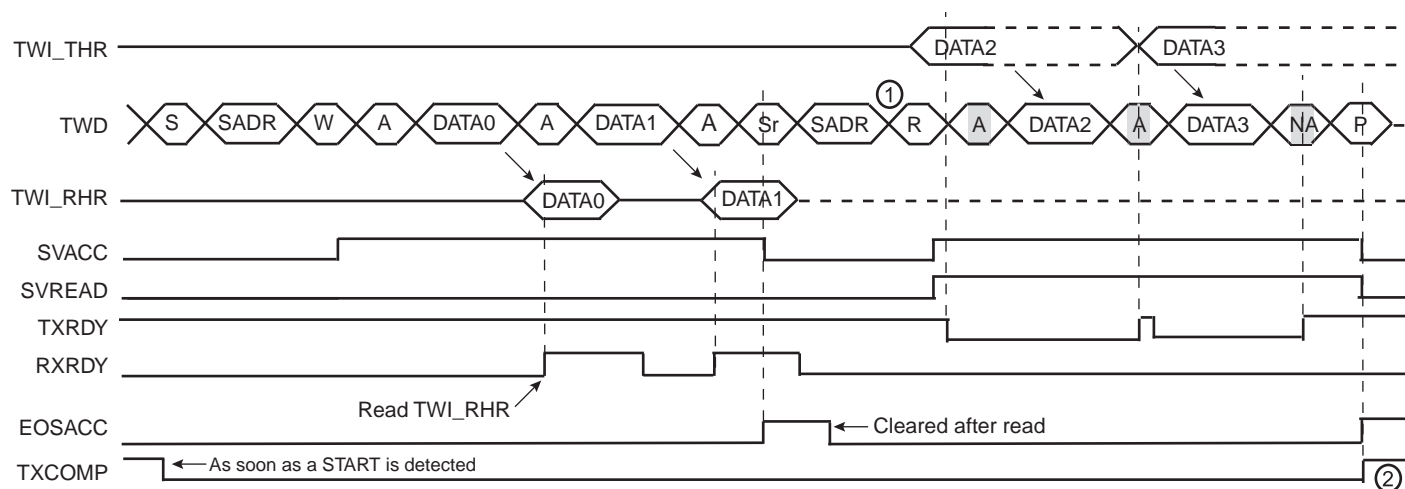 TWI_THR DATA2 DATA3
①
TWD S SADR W A DATA0 A DATA1 A Sr SADR R A DATA2 A DATA3 NA P
TWI_RHR DATA0 DATA1
SVACC
SVREAD
TXRDY
RXRDY
Read TWI_RHR
EOSACC Cleared after read
TXCOMP As soon as a START is detected ②